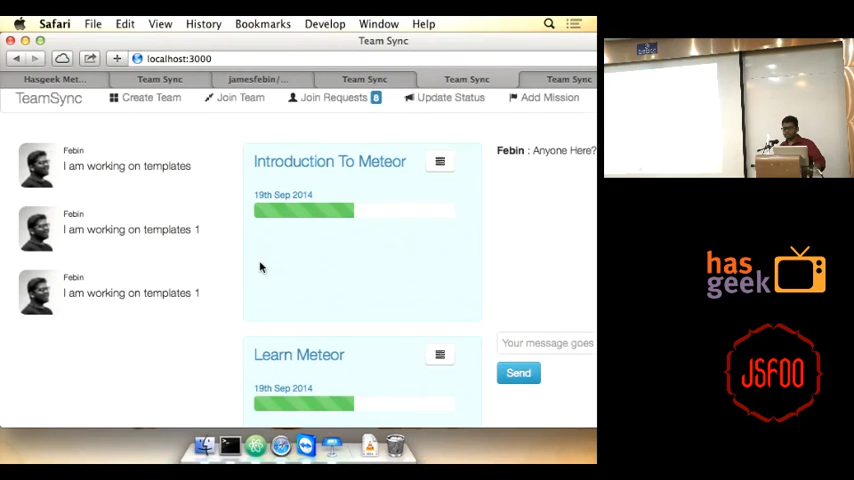 Safari File Edit View History Bookmarks Develop Window Help
Team Sync
localhost:3000
Hasgeek Met... Team Sync jamesfebin/... Team Sync Team Sync Team Sync
TeamSync Create Team Join Team Join Requests 8 Update Status Add Mission
Febin
I am working on templates
Febin
I am working on templates 1
Febin
I am working on templates 1
Introduction To Meteor
19th Sep 2014
Learn Meteor
19th Sep 2014
Febin : Anyone Here?
Your message goes
Send
has
geek
JSFOO